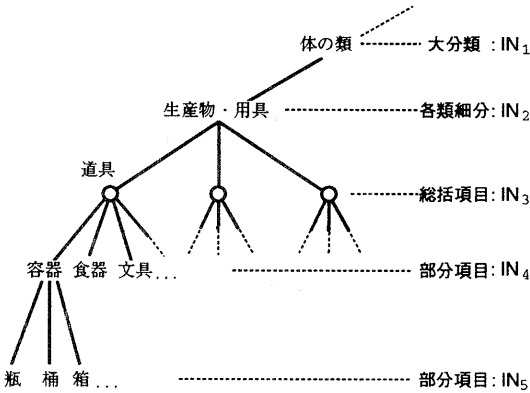 体の類 大分類 : IN1
生産物・用具 各類細分: IN2
道具
総括項目: IN3
容器 食器 文具... 部分項目: IN4
瓶 桶 箱... 部分項目: IN5